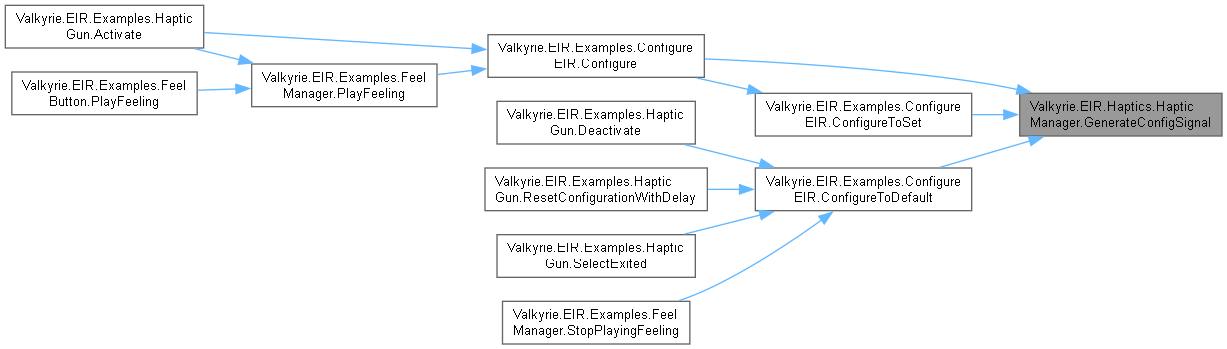 Valkyrie.EIR.Examples.Haptic
Gun.Activate
Valkyrie.EIR.Examples.Feel
Button.PlayFeeling
Valkyrie.EIR.Examples.Feel
Manager.PlayFeeling
Valkyrie.EIR.Examples.Configure
EIR.Configure
Valkyrie.EIR.Examples.Haptic
Gun.Deactivate
Valkyrie.EIR.Examples.Haptic
Gun.ResetConfigurationWithDelay
Valkyrie.EIR.Examples.Haptic
Gun.SelectExited
Valkyrie.EIR.Examples.Feel
Manager.StopPlayingFeeling
Valkyrie.EIR.Examples.Configure
EIR.ConfigureToSet
Valkyrie.EIR.Examples.Configure
EIR.ConfigureToDefault
Valkyrie.EIR.Haptics.Haptic
Manager.GenerateConfigSignal